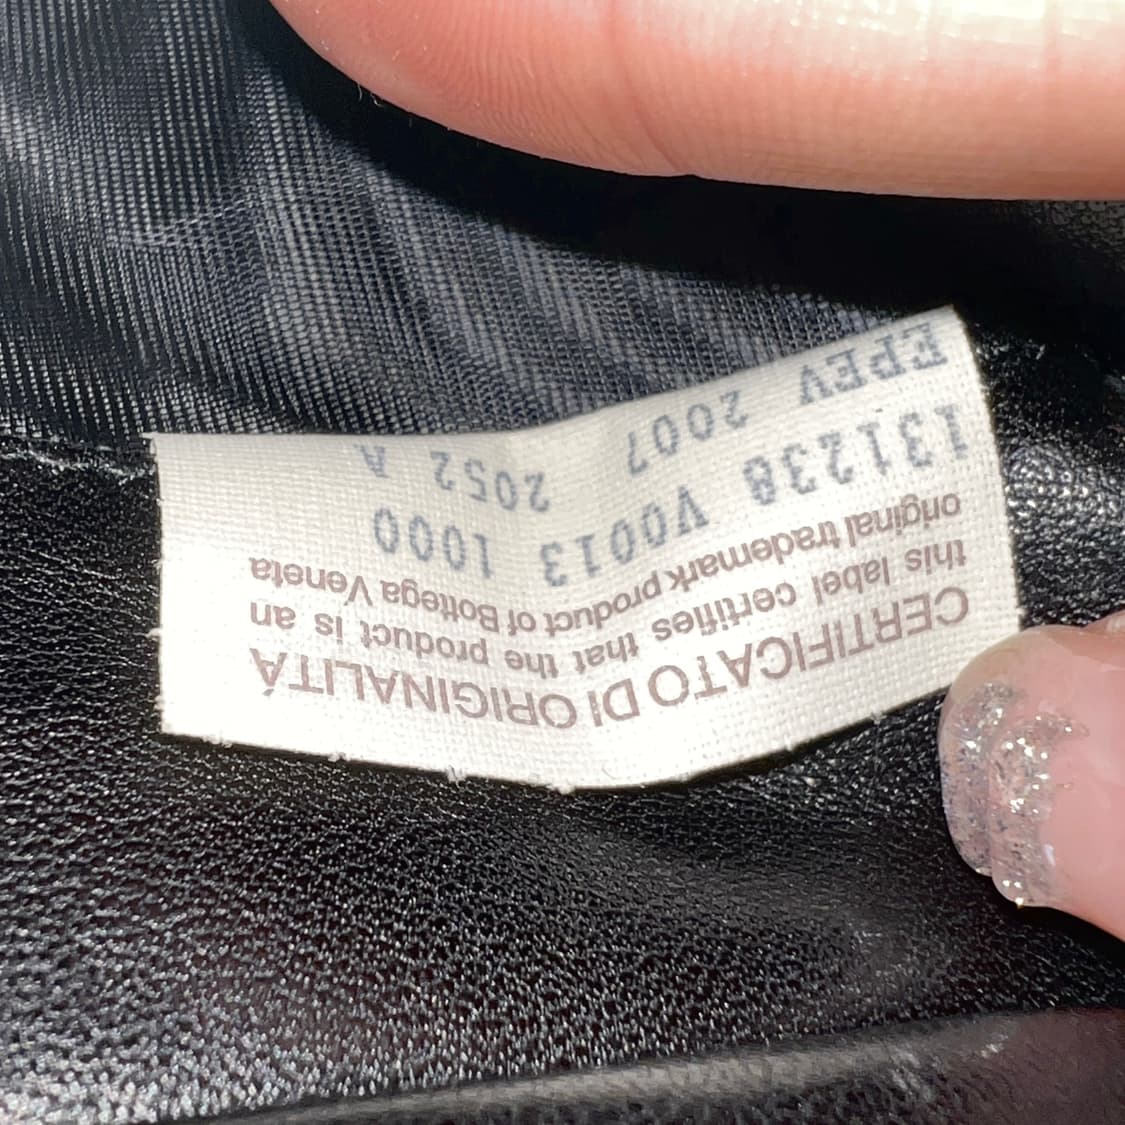 CERTIFICATO DI ORIGINALITÁ
this label certifies that the product is an
original trademark product of Bottega Veneta
131238 V0013 1000
EPEV 2007 2052 A